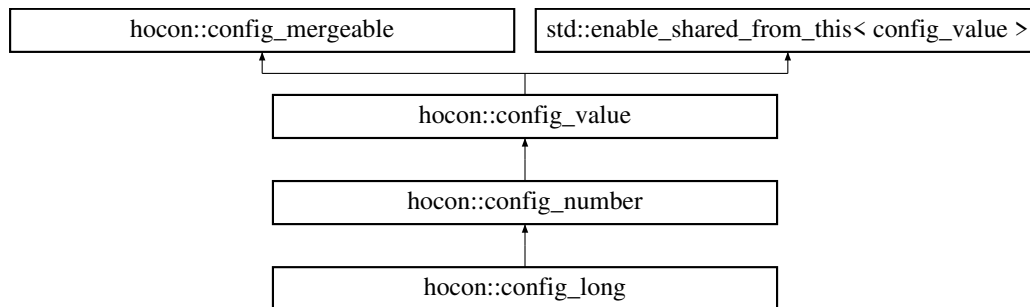 hocon::config_mergeable
std::enable_shared_from_this< config_value >
hocon::config_value
hocon::config_number
hocon::config_long